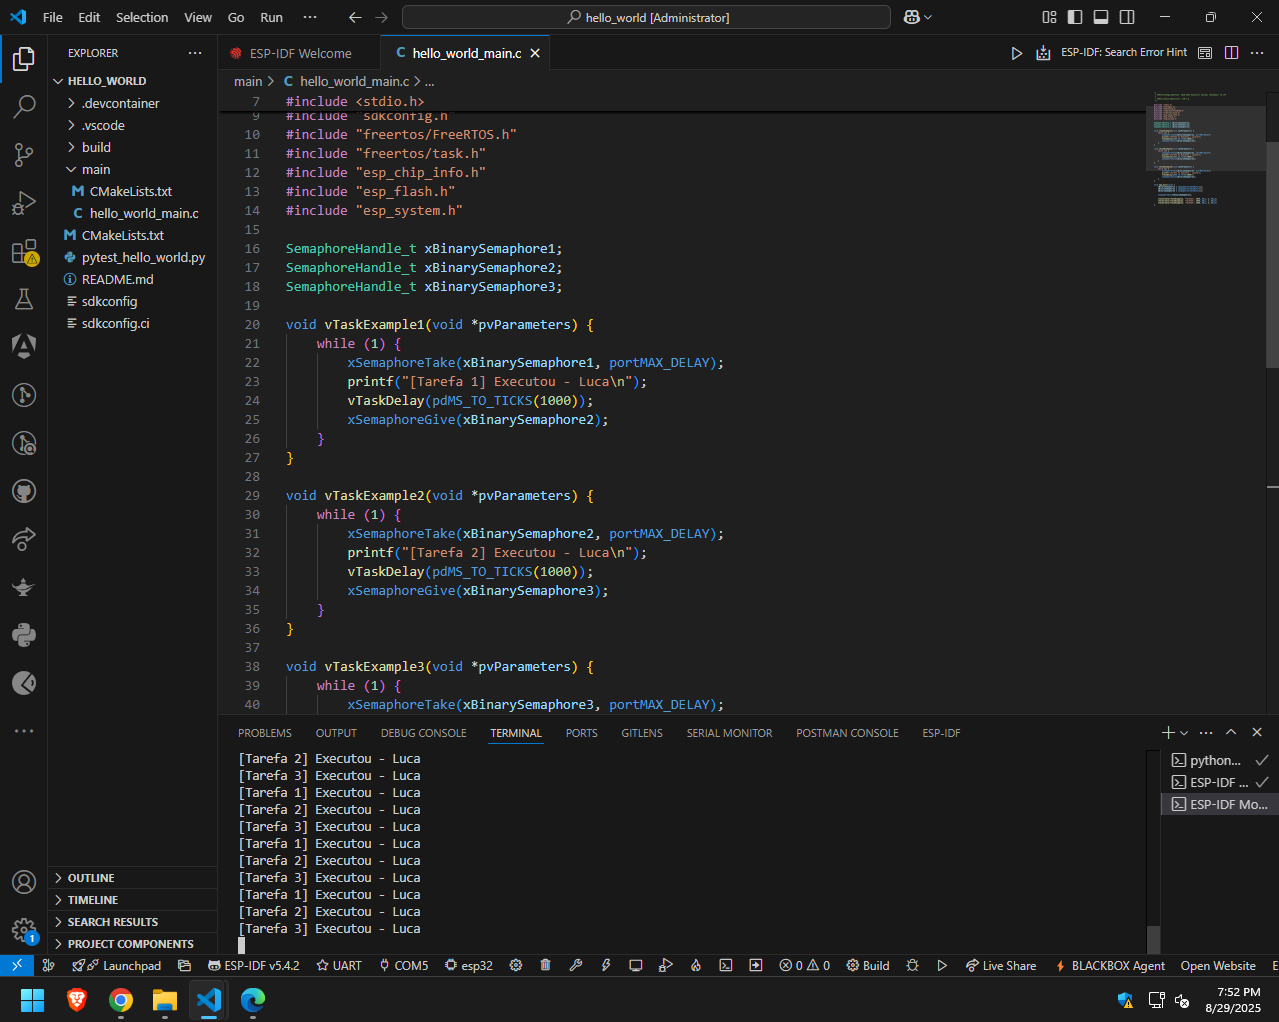 File Edit Selection View Go Run ··· hello_world [Administrator]
EXPLORER ···
HELLO_WORLD
.devcontainer
.vscode
build
main
CMakeLists.txt
hello_world_main.c
CMakeLists.txt
pytest_hello_world.py
README.md
sdkconfig
sdkconfig.ci
OUTLINE
TIMELINE
SEARCH RESULTS
PROJECT COMPONENTS
1
ESP-IDF Welcome
hello_world_main.c
ESP-IDF: Search Error Hint
main > C hello_world_main.c > ...
7 #include <stdio.h>
9 #include "sdkconfig.h"
10 #include "freertos/FreeRTOS.h"
11 #include "freertos/task.h"
12 #include "esp_chip_info.h"
13 #include "esp_flash.h"
14 #include "esp_system.h"
15
16 SemaphoreHandle_t xBinarySemaphore1;
17 SemaphoreHandle_t xBinarySemaphore2;
18 SemaphoreHandle_t xBinarySemaphore3;
19
20 void vTaskExample1(void *pvParameters) {
21 while (1) {
22 xSemaphoreTake(xBinarySemaphore1, portMAX_DELAY);
23 printf("[Tarefa 1] Executou - Luca\n");
24 vTaskDelay(pdMS_TO_TICKS(1000));
25 xSemaphoreGive(xBinarySemaphore2);
26 }
27 }
28
29 void vTaskExample2(void *pvParameters) {
30 while (1) {
31 xSemaphoreTake(xBinarySemaphore2, portMAX_DELAY);
32 printf("[Tarefa 2] Executou - Luca\n");
33 vTaskDelay(pdMS_TO_TICKS(1000));
34 xSemaphoreGive(xBinarySemaphore3);
35 }
36 }
37
38 void vTaskExample3(void *pvParameters) {
39 while (1) {
40 xSemaphoreTake(xBinarySemaphore3, portMAX_DELAY);
PROBLEMS OUTPUT DEBUG CONSOLE TERMINAL PORTS GITLENS SERIAL MONITOR POSTMAN CONSOLE ESP-IDF
[Tarefa 2] Executou - Luca
[Tarefa 3] Executou - Luca
[Tarefa 1] Executou - Luca
[Tarefa 2] Executou - Luca
[Tarefa 3] Executou - Luca
[Tarefa 1] Executou - Luca
[Tarefa 2] Executou - Luca
[Tarefa 3] Executou - Luca
[Tarefa 1] Executou - Luca
[Tarefa 2] Executou - Luca
[Tarefa 3] Executou - Luca
python...
ESP-IDF ...
ESP-IDF Mo...
Launchpad ESP-IDF v5.4.2 UART COM5 esp32 0 0 Build Live Share BLACKBOX Agent Open Website E
7:52 PM
8/29/2025